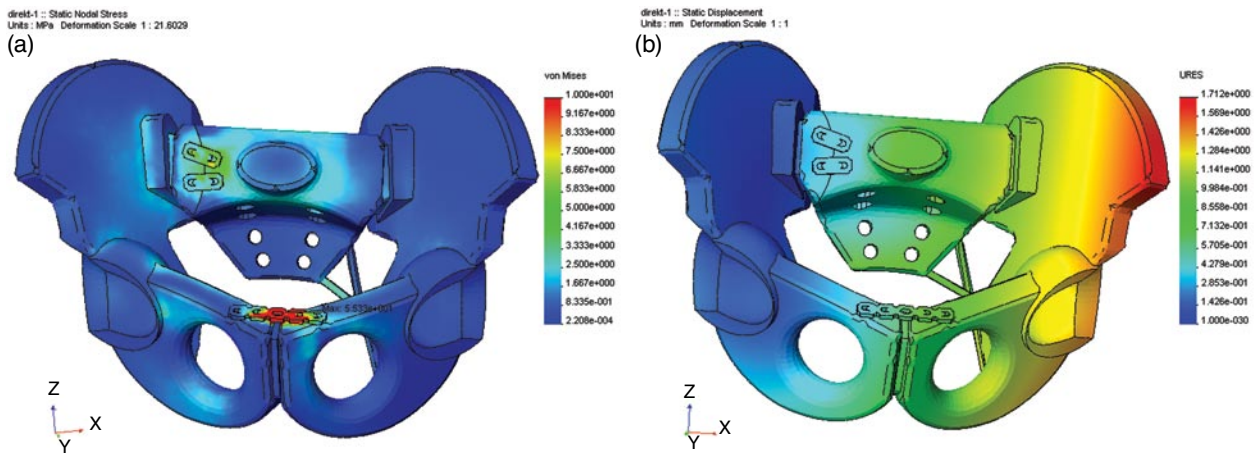 direkt-1 :: Static Nodal Stress
Units : MPa Deformation Scale 1 : 21.6029
(a)
von Mises
1.000e+001
9.167e+000
8.333e+000
7.500e+000
6.667e+000
5.833e+000
5.000e+000
4.167e+000
3.333e+000
2.500e+000
1.667e+000
8.335e-001
2.208e-004
Max: 5.533e+001
Z
X
Y
direkt-1 :: Static Displacement
Units : mm Deformation Scale 1 : 1
(b)
URES
1.712e+000
1.569e+000
1.426e+000
1.284e+000
1.141e+000
9.984e-001
8.558e-001
7.132e-001
5.705e-001
4.279e-001
2.853e-001
1.426e-001
1.000e-030
Z
X
Y